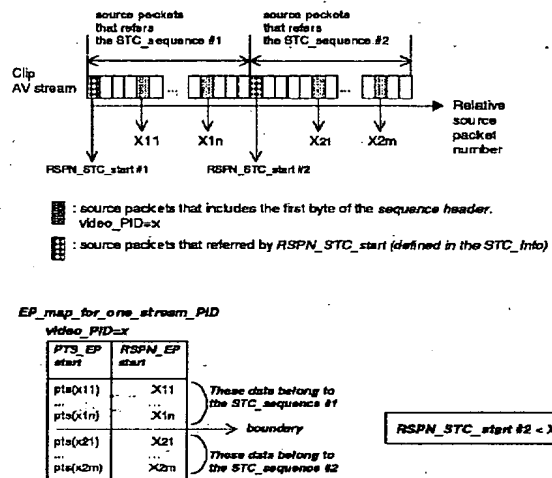 source packets
that refers
the STC_sequence #1
source packets
that refers
the STC_sequence #2
Clip
AV stream
...
...
Relative
source
packet
number
X11
X1n
X21
X2m
RSPN_STC_start #1
RSPN_STC_start #2
: source packets that includes the first byte of the sequence header.
video_PID=x
: source packets that referred by RSPN_STC_start (defined in the STC_Info)
EP_map_for_one_stream_PID
video_PID=x
PTS_EP
start
RSPN_EP
start
pts(x11)
X11
...
...
pts(x1n)
X1n
These data belong to
the STC_sequence #1
boundary
pts(x21)
X21
...
...
pts(x2m)
X2m
These data belong to
the STC_sequence #2
RSPN_STC_start #2 < X